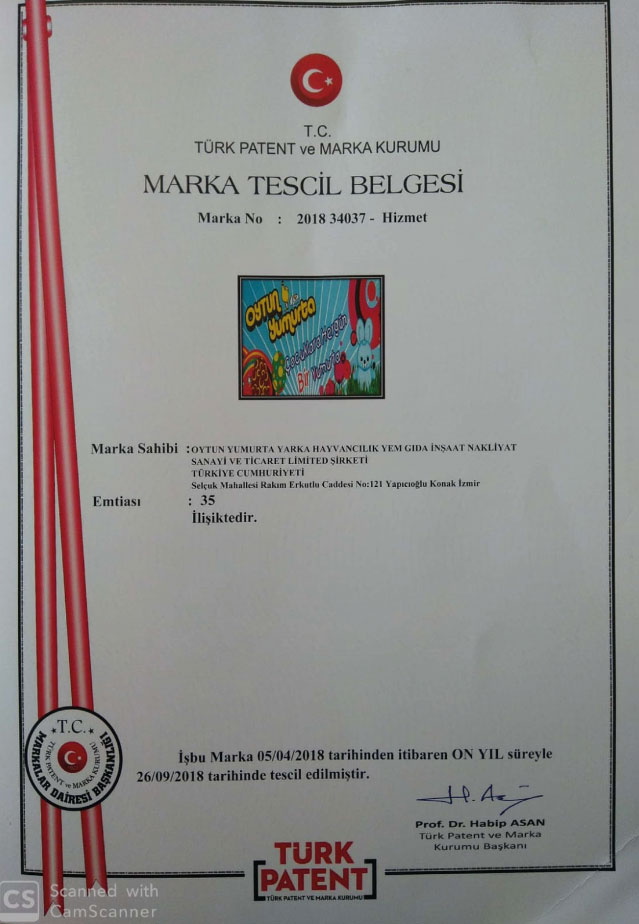 T.C.
TÜRK PATENT ve MARKA KURUMU
MARKA TESCİL BELGESİ
Marka No : 2018 34037 - Hizmet
OYTUN
Yumurta
Çocuklara Hergün
Bir Yumurta
Marka Sahibi : OYTUN YUMURTA YARKA HAYVANCILIK YEM GIDA İNŞAAT NAKLİYAT
SANAYİ VE TİCARET LİMİTED ŞİRKETİ
TÜRKİYE CUMHURİYETİ
Selçuk Mahallesi Rakım Erkutlu Caddesi No:121 Yapıcıoğlu Konak İzmir
Emtiası : 35
İlişiktedir.
T.C.
TÜRK PATENT ve MARKA KURUMU
MARKALAR DAİRESİ BAŞKANLIĞI
İşbu Marka 05/04/2018 tarihinden itibaren ON YIL süreyle
26/09/2018 tarihinde tescil edilmiştir.
Prof. Dr. Habip ASAN
Türk Patent ve Marka
Kurumu Başkanı
TÜRK
PATENT
TÜRK PATENT VE MARKA KURUMU
CS Scanned with
CamScanner